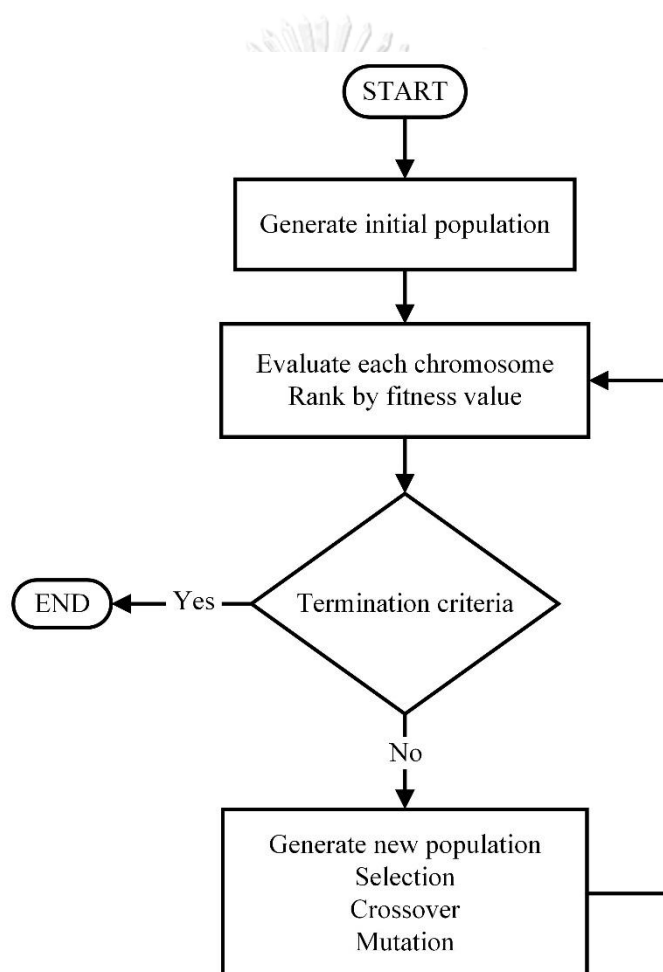 START
Generate initial population
Evaluate each chromosome
Rank by fitness value
Termination criteria
Yes
END
No
Generate new population
Selection
Crossover
Mutation